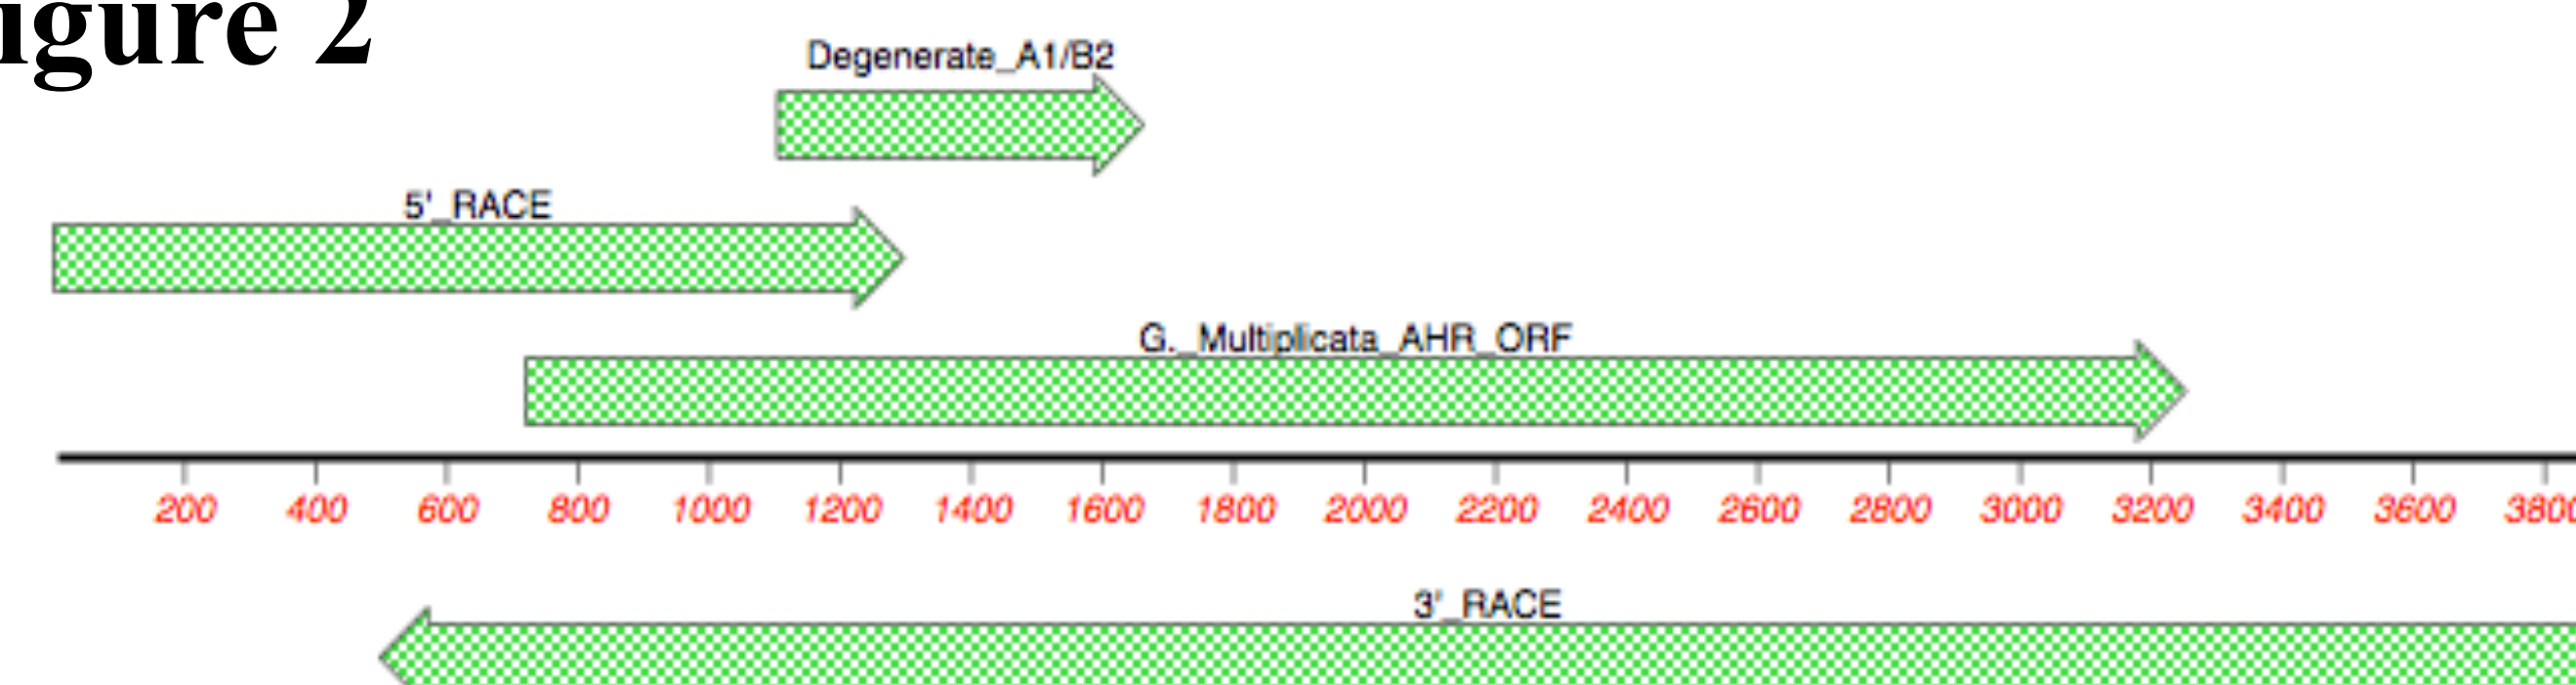 igure 2
Degenerate_A1/B2
5'_RACE
G._Multiplicata_AHR_ORF
200 400 600 800 1000 1200 1400 1600 1800 2000 2200 2400 2600 2800 3000 3200 3400 3600 3800
3'_RACE